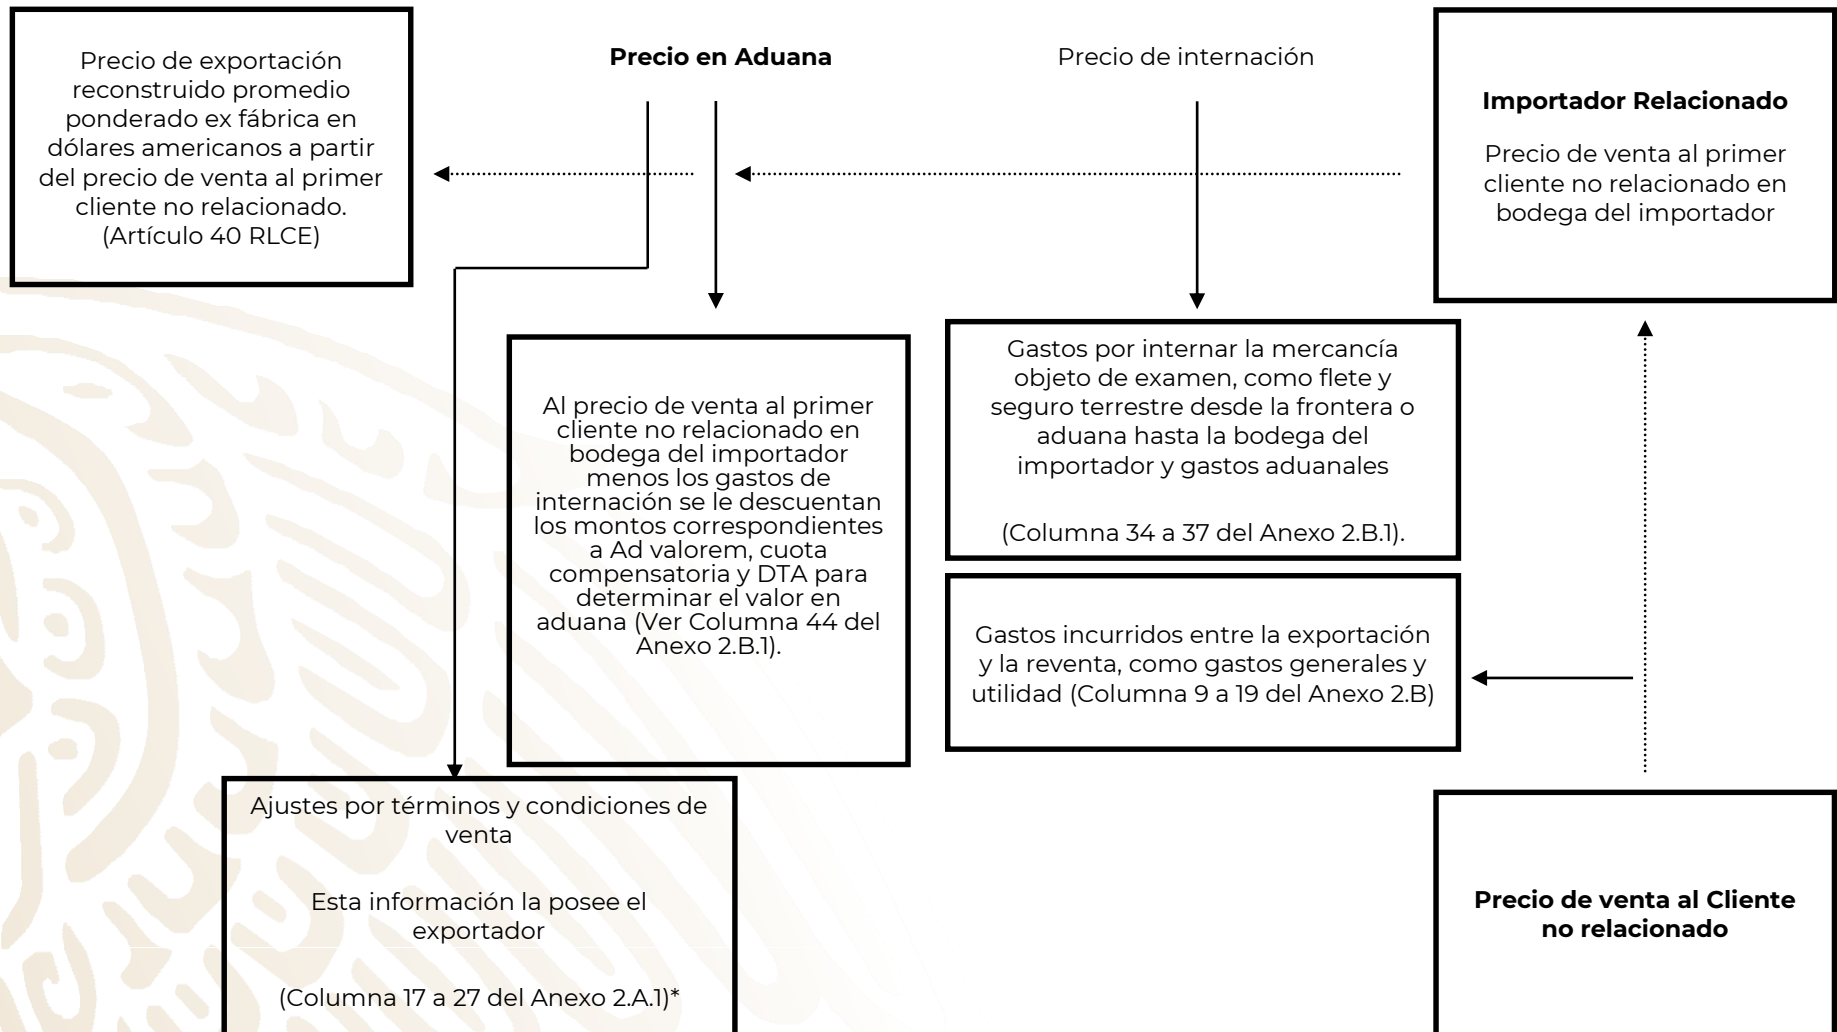 Precio de exportación
reconstruido promedio
ponderado ex fábrica en
dólares americanos a partir
del precio de venta al primer
cliente no relacionado.
(Artículo 40 RLCE)
Precio en Aduana
Precio de internación
Importador Relacionado
Precio de venta al primer
cliente no relacionado en
bodega del importador
Al precio de venta al primer
cliente no relacionado en
bodega del importador
menos los gastos de
internación se le descuentan
los montos correspondientes
a Ad valorem, cuota
compensatoria y DTA para
determinar el valor en
aduana (Ver Columna 44 del
Anexo 2.B.1).
Gastos por internar la mercancía
objeto de examen, como flete y
seguro terrestre desde la frontera o
aduana hasta la bodega del
importador y gastos aduanales
(Columna 34 a 37 del Anexo 2.B.1).
Gastos incurridos entre la exportación
y la reventa, como gastos generales y
utilidad (Columna 9 a 19 del Anexo 2.B)
Ajustes por términos y condiciones de
venta
Esta información la posee el
exportador
(Columna 17 a 27 del Anexo 2.A.1)*
Precio de venta al Cliente
no relacionado